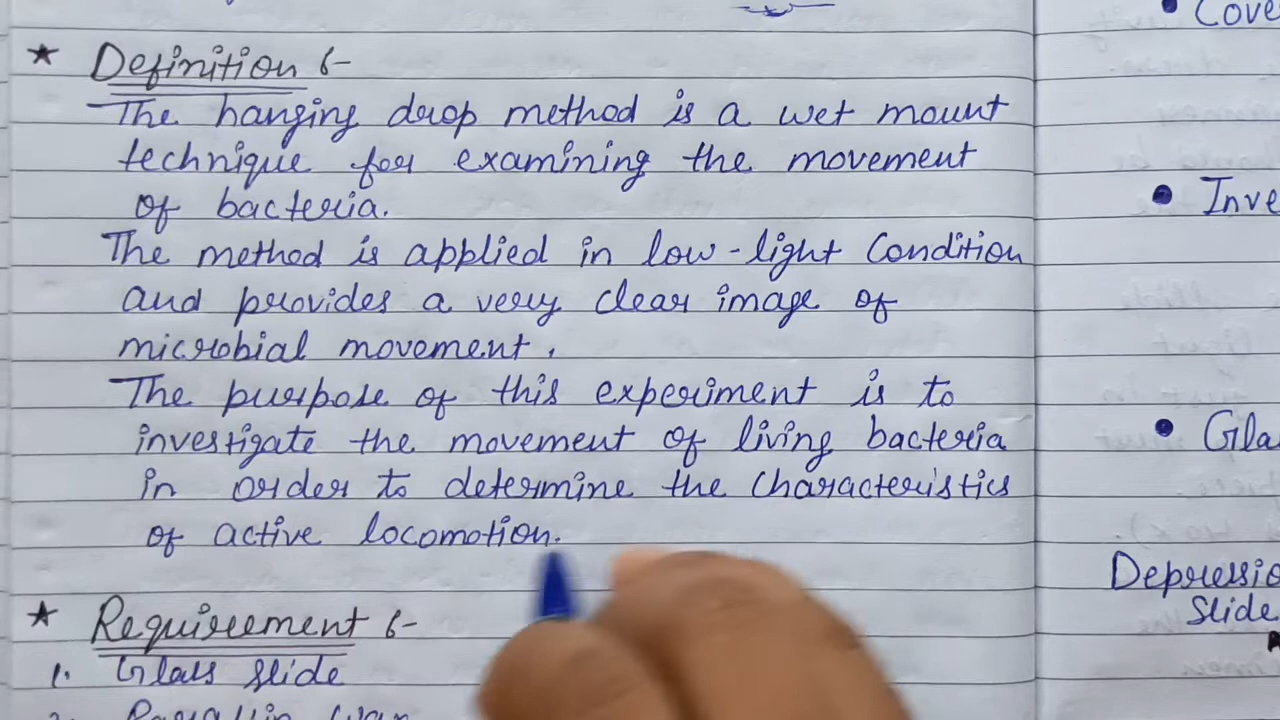 ★ Definition :-
The hanging drop method is a wet mount
technique for examining the movement
of bacteria.
The method is applied in low-light Condition
and provides a very clear image of
microbial movement.
The purpose of this experiment is to
investigate the movement of living bacteria
in order to determine the characteristics
of active locomotion.
★ Requirement :-
1. Glass slide
2. Paraffin Wax
• Cove
• Inve
• Gla
Depressio
Slide